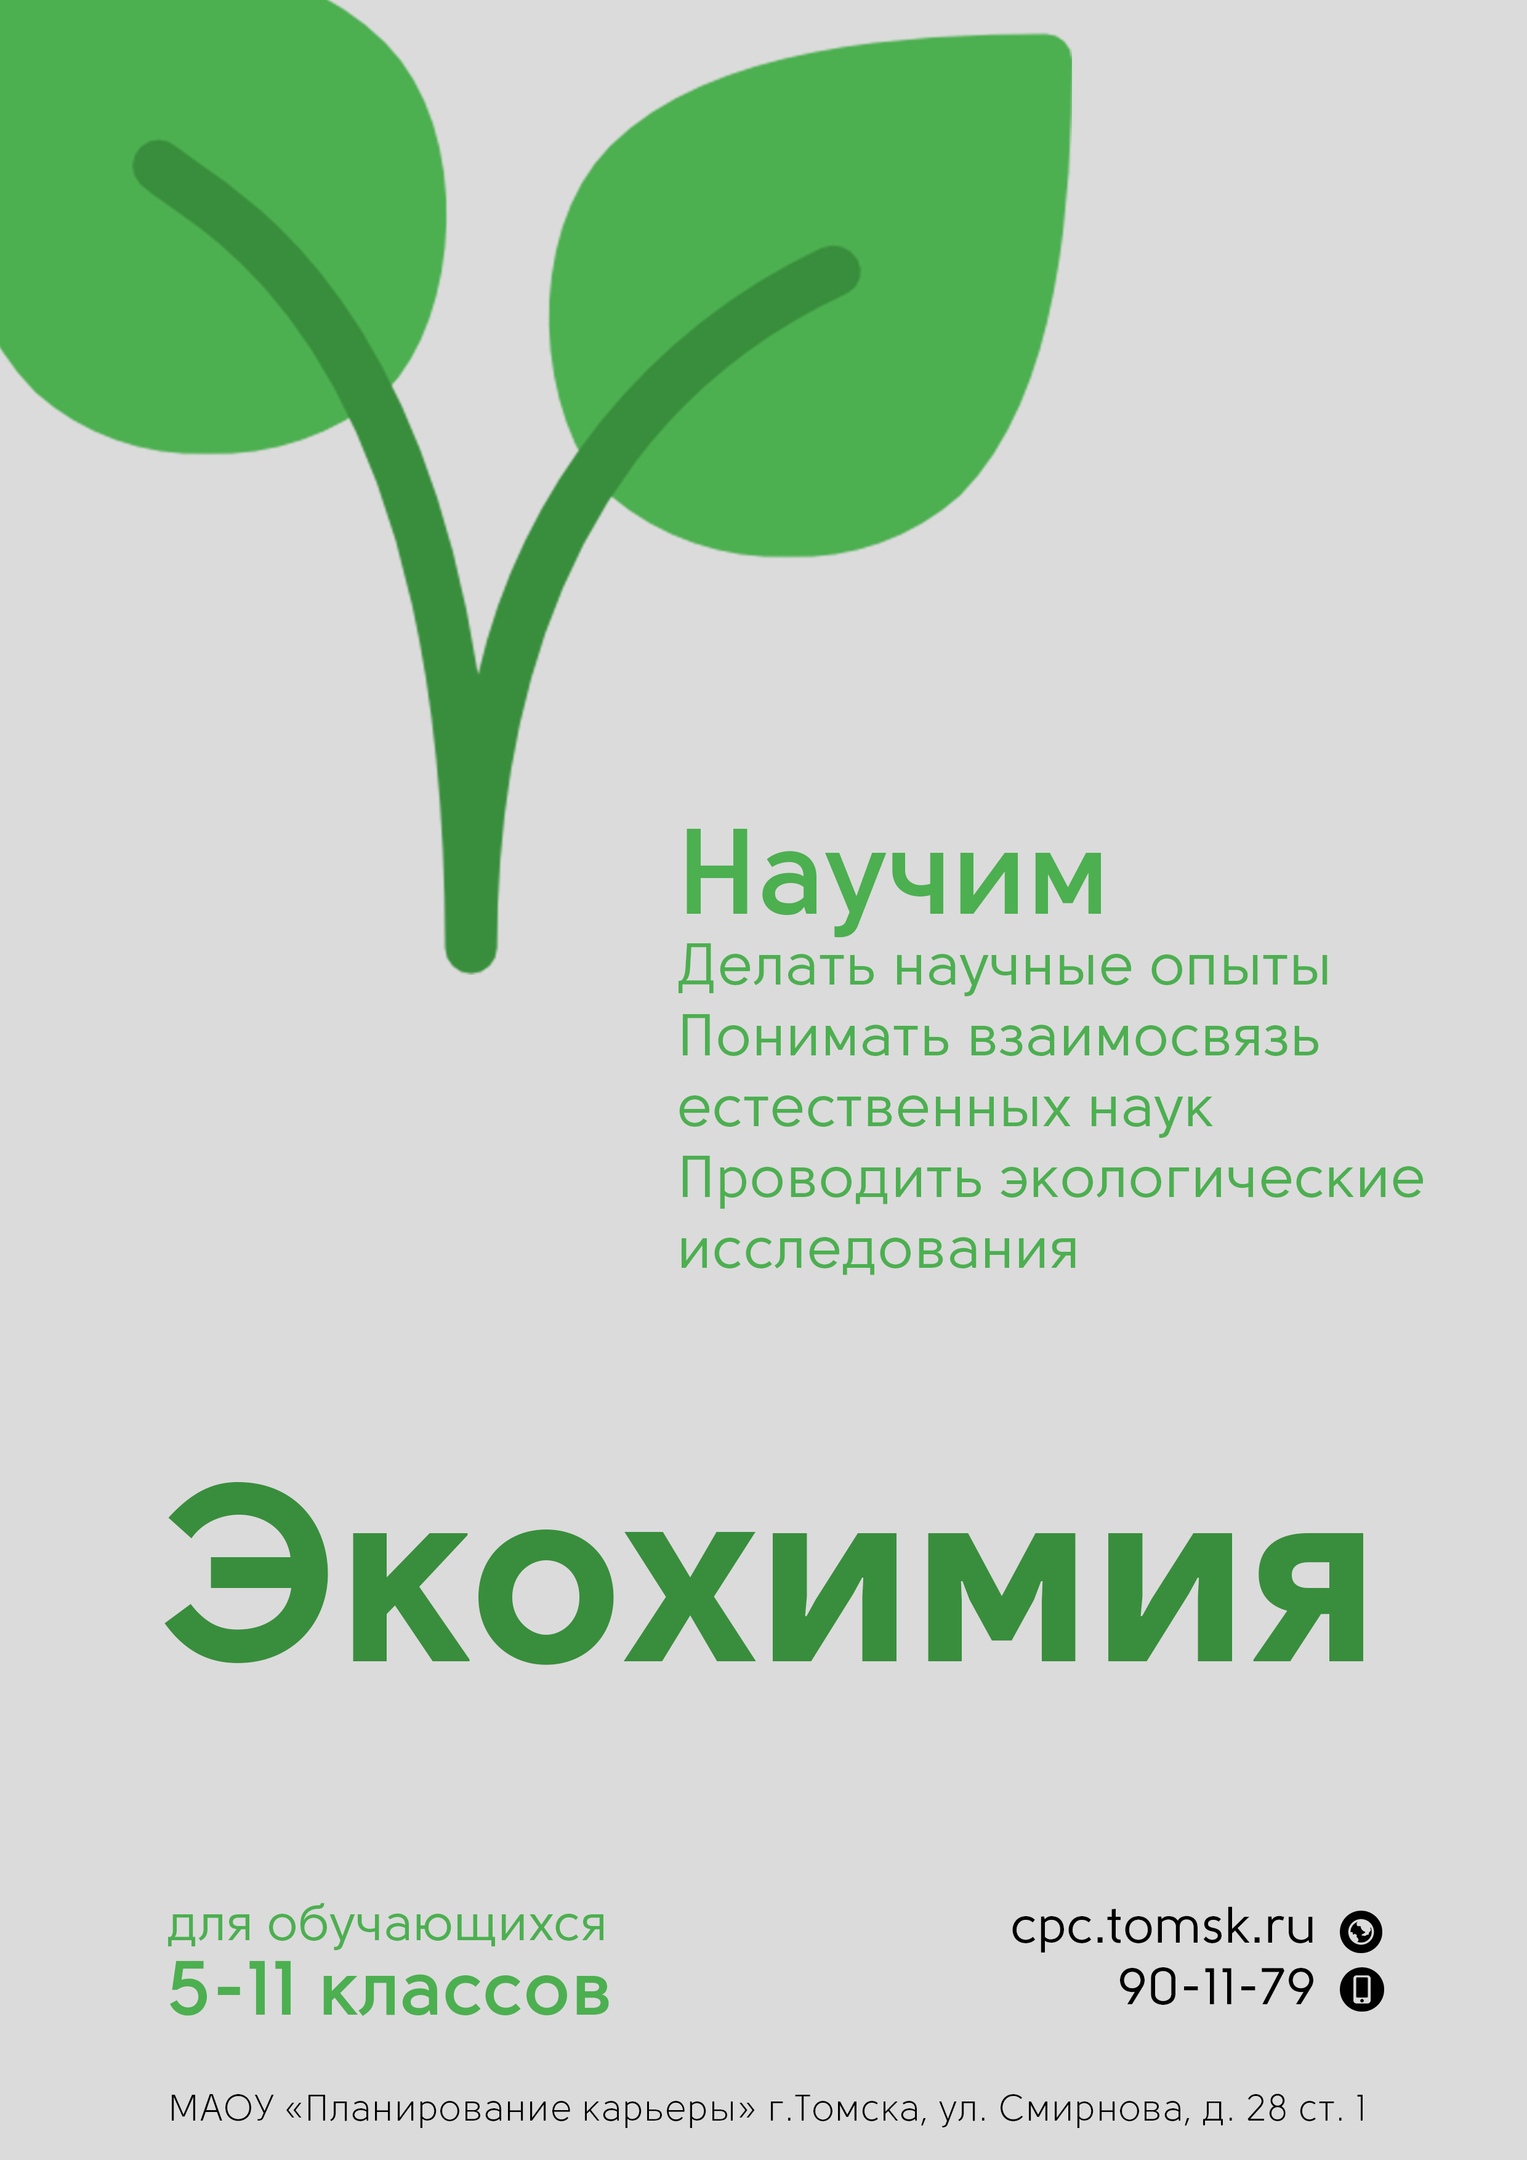 Научим
Делать научные опыты
Понимать взаимосвязь
естественных наук
Проводить экологические
исследования
Экохимия
для обучающихся
5-11 классов
cpc.tomsk.ru
90-11-79
МАОУ «Планирование карьеры» г.Томска, ул. Смирнова, д. 28 ст. 1